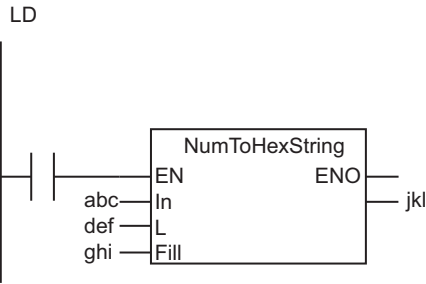 LD
NumToHexString
EN ENO
abc In jkl
def L
ghi Fill